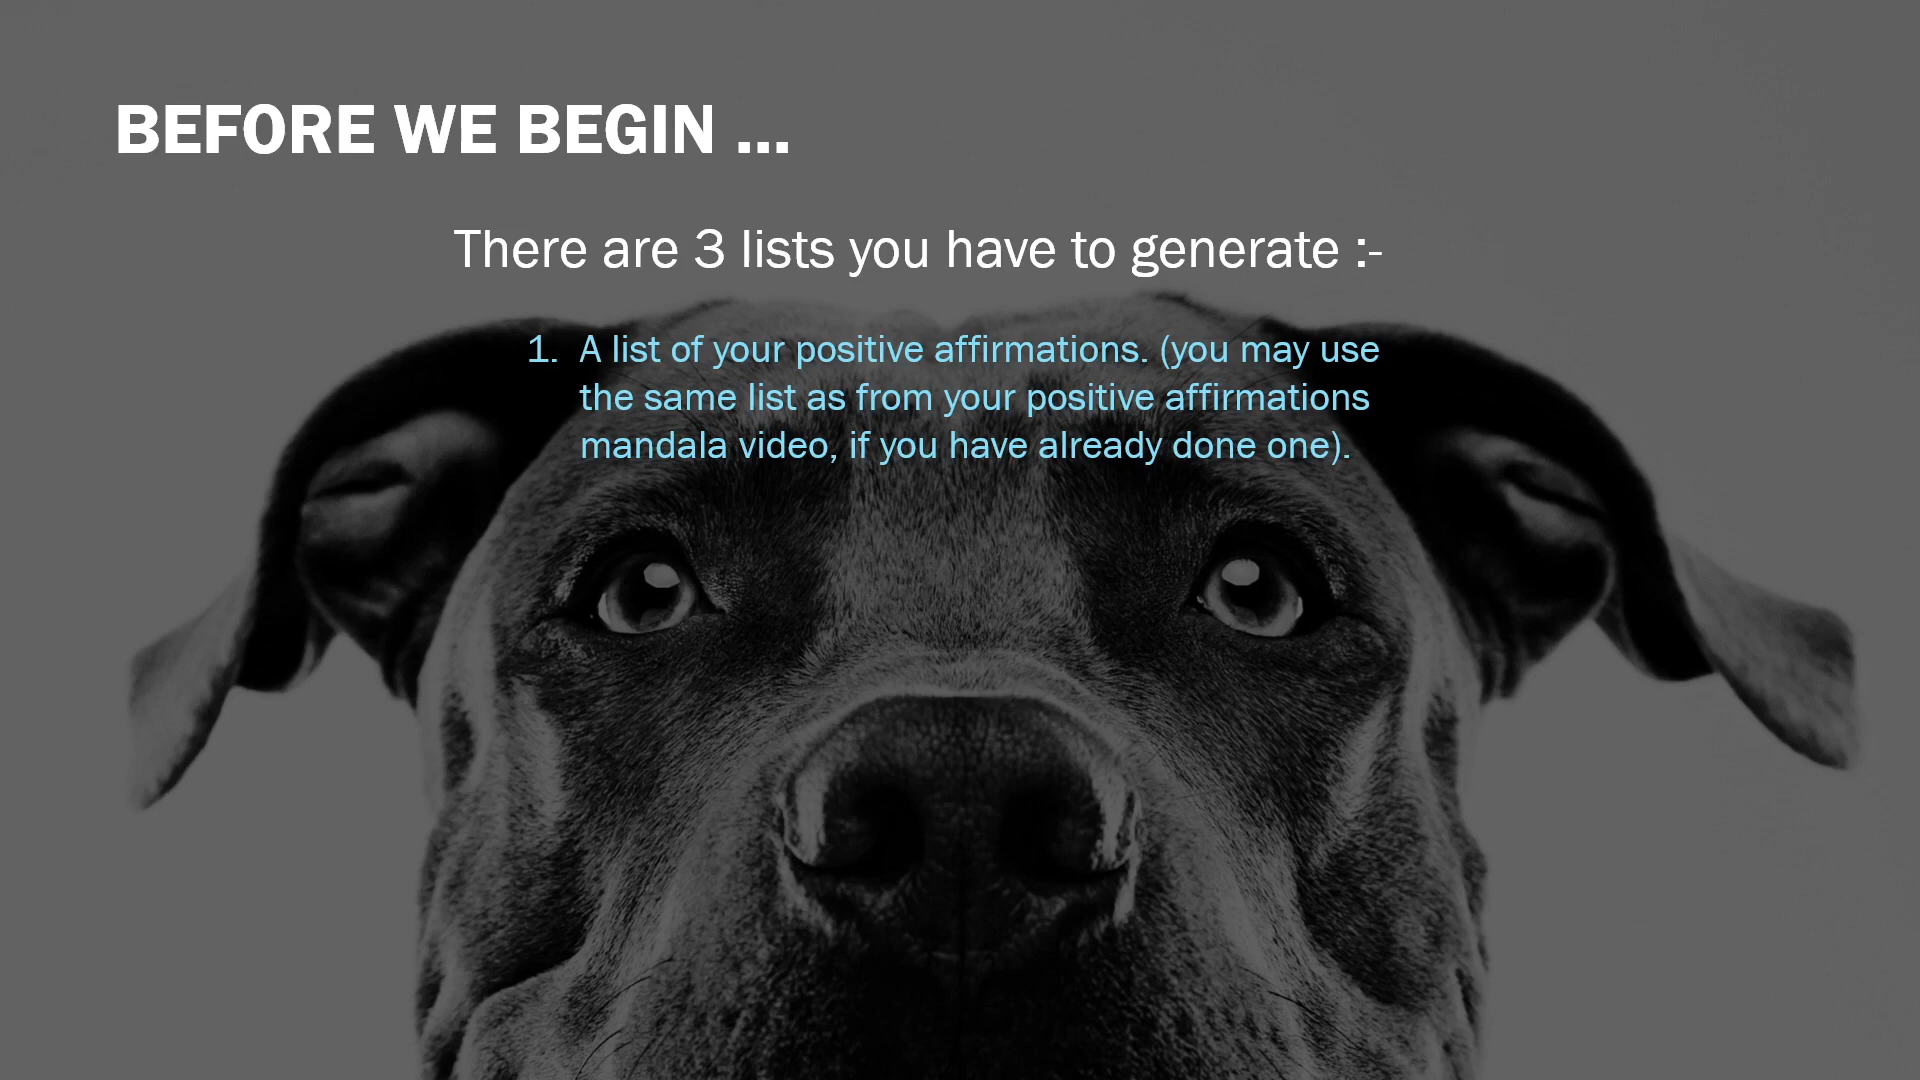 BEFORE WE BEGIN ...
There are 3 lists you have to generate :-
1. A list of your positive affirmations. (you may use
the same list as from your positive affirmations
mandala video, if you have already done one).